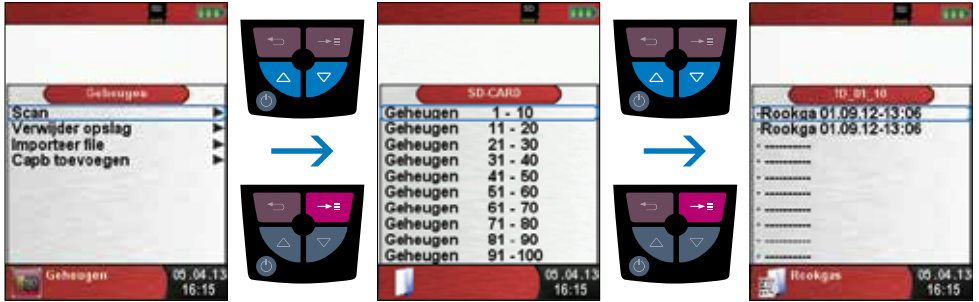 Geheugen
Scan
Verwijder opslag
Importeer file
Capb toevoegen
Geheugen
05.04.13
16:15
SD-CARD
Geheugen 1 - 10
Geheugen 11 - 20
Geheugen 21 - 30
Geheugen 31 - 40
Geheugen 41 - 50
Geheugen 51 - 60
Geheugen 61 - 70
Geheugen 71 - 80
Geheugen 81 - 90
Geheugen 91 -100
05.04.13
16:15
ID_01_10
-Rookga 01.09.12-13:06
-Rookga 01.09.12-13:06
- ---------
- ---------
- ---------
- ---------
- ---------
- ---------
- ---------
- ---------
Rookgas
05.04.13
16:15